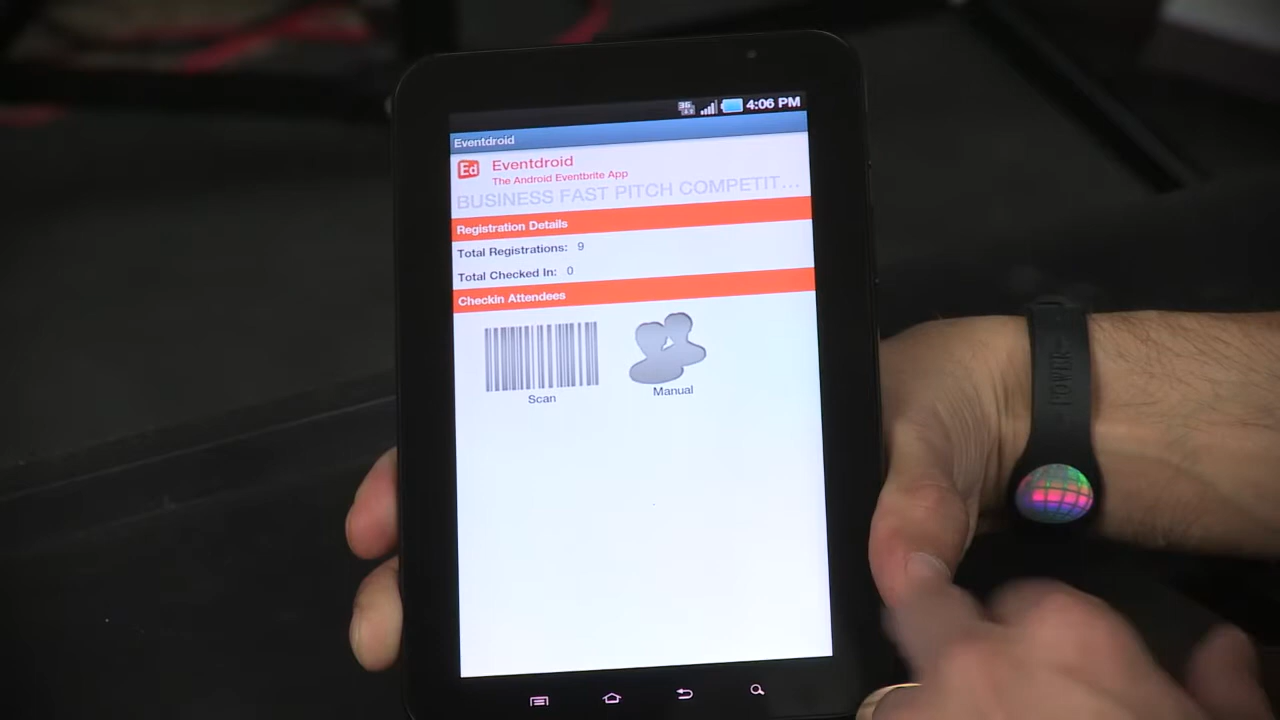 3G
4:06 PM
Eventdroid
Ed
Eventdroid
The Android Eventbrite App
BUSINESS FAST PITCH COMPETIT...
Registration Details
Total Registrations: 9
Total Checked In: 0
Checkin Attendees
Scan
Manual
POWER